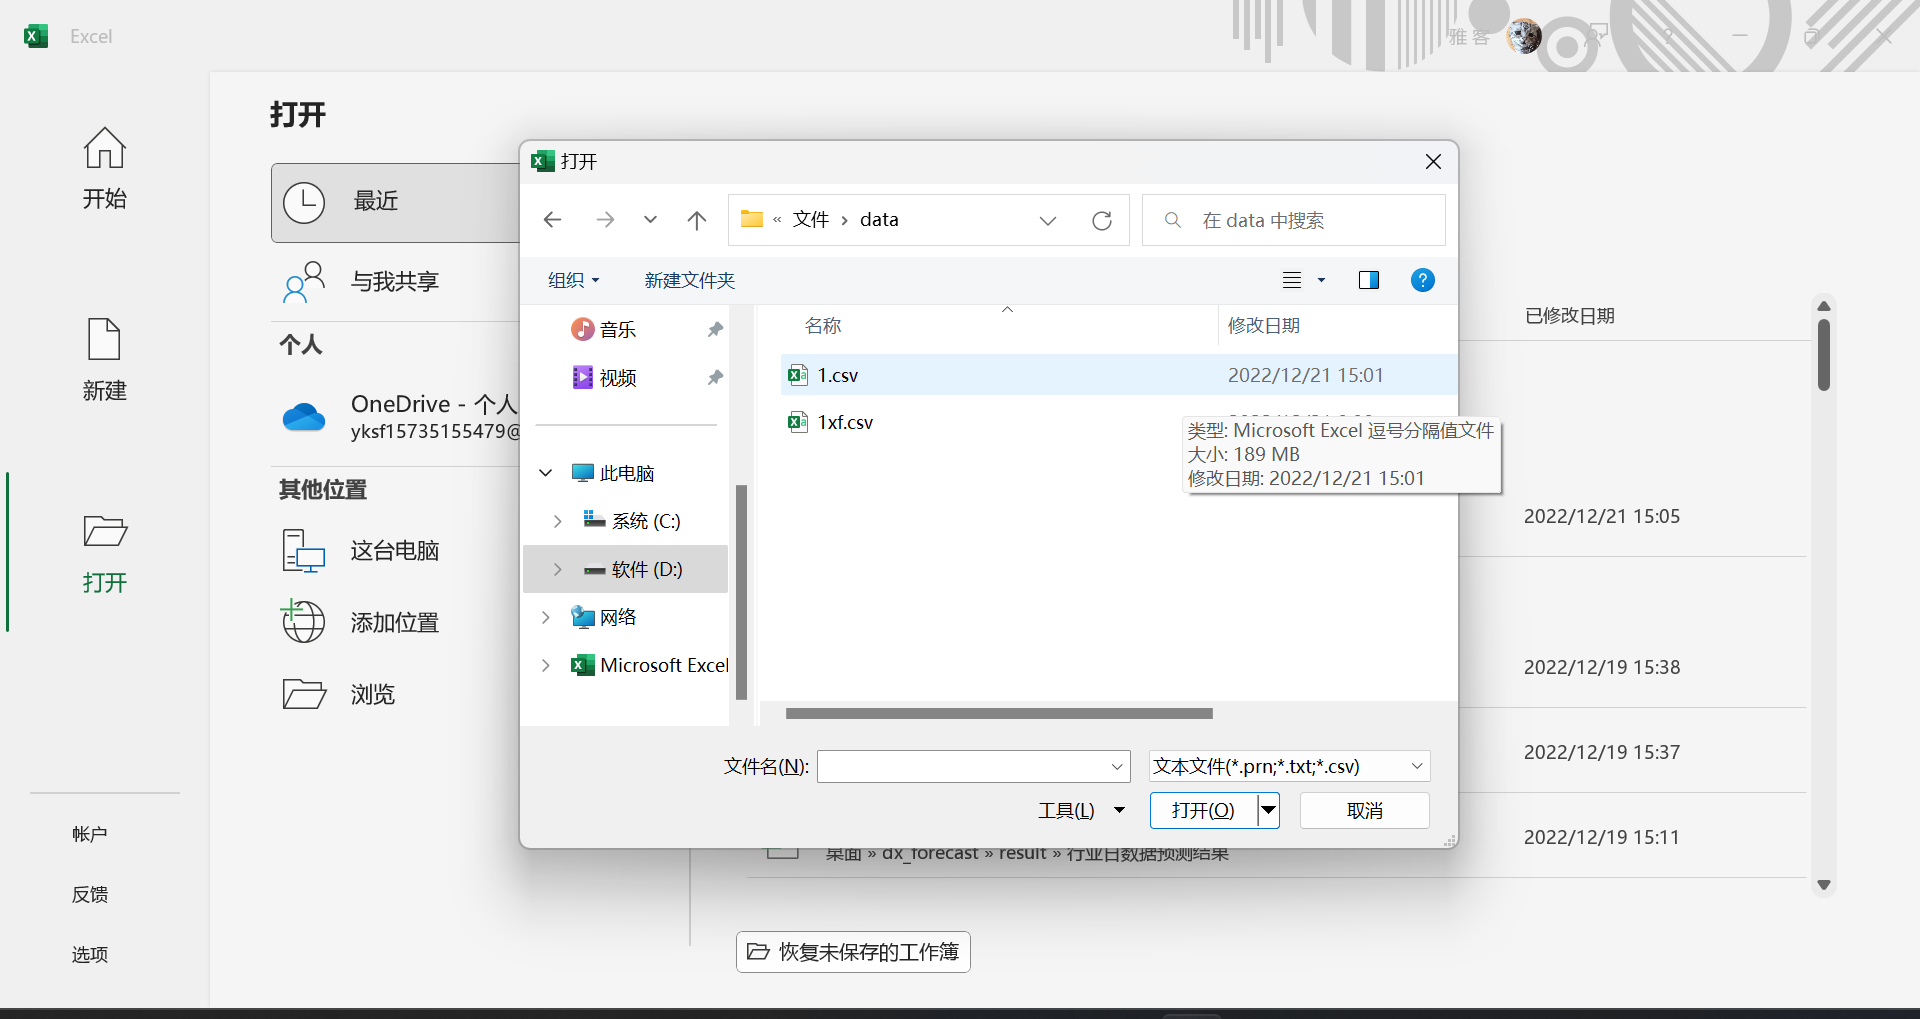 Excel
雅 客
打开
开始
新建
打开
帐户
反馈
选项
最近
与我共享
个人
OneDrive - 个人
yksf15735155479@
其他位置
这台电脑
添加位置
浏览
打开
« 文件 › data
在 data 中搜索
组织
新建文件夹
音乐
视频
此电脑
系统 (C:)
软件 (D:)
网络
Microsoft Excel
名称
修改日期
1.csv
2022/12/21 15:01
1xf.csv
类型: Microsoft Excel 逗号分隔值文件
大小: 189 MB
修改日期: 2022/12/21 15:01
文件名(N):
文本文件(*.prn;*.txt;*.csv)
工具(L)
打开(O)
取消
已修改日期
2022/12/21 15:05
2022/12/19 15:38
2022/12/19 15:37
2022/12/19 15:11
桌面 » dx_forecast » result » 行业日数据预测结果
恢复未保存的工作簿